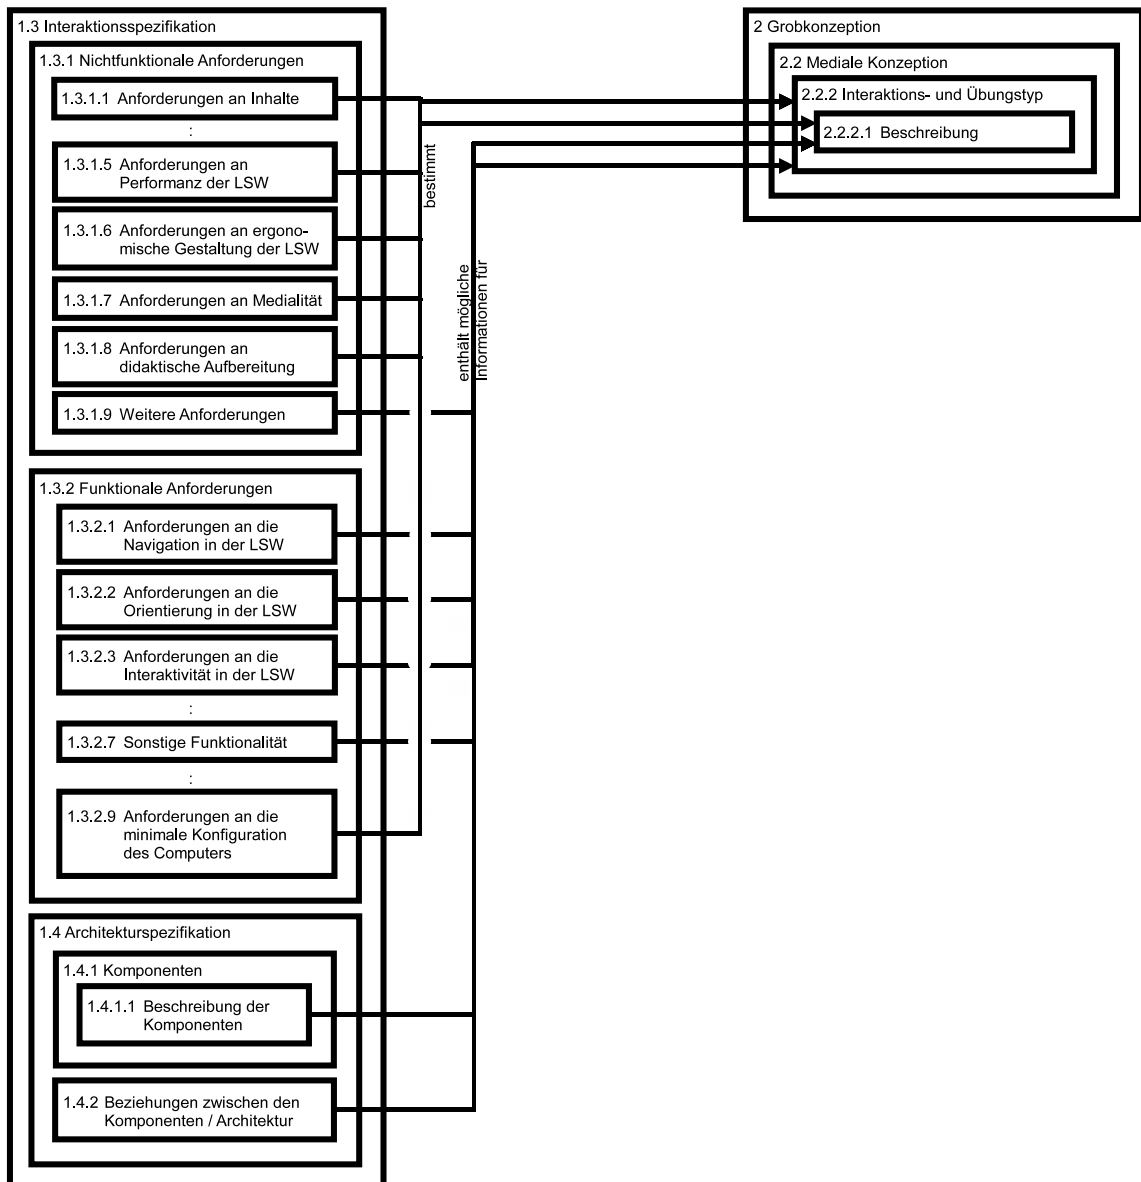 1.3 Interaktionsspezifikation
1.3.1 Nichtfunktionale Anforderungen
1.3.1.1 Anforderungen an Inhalte
:
1.3.1.5 Anforderungen an
Performanz der LSW
1.3.1.6 Anforderungen an ergono-
mische Gestaltung der LSW
1.3.1.7 Anforderungen an Medialität
1.3.1.8 Anforderungen an
didaktische Aufbereitung
1.3.1.9 Weitere Anforderungen
1.3.2 Funktionale Anforderungen
1.3.2.1 Anforderungen an die
Navigation in der LSW
1.3.2.2 Anforderungen an die
Orientierung in der LSW
1.3.2.3 Anforderungen an die
Interaktivität in der LSW
:
1.3.2.7 Sonstige Funktionalität
:
1.3.2.9 Anforderungen an die
minimale Konfiguration
des Computers
1.4 Architekturspezifikation
1.4.1 Komponenten
1.4.1.1 Beschreibung der
Komponenten
1.4.2 Beziehungen zwischen den
Komponenten / Architektur
bestimmt
enthält mögliche
Informationen für
2 Grobkonzeption
2.2 Mediale Konzeption
2.2.2 Interaktions- und Übungstyp
2.2.2.1 Beschreibung